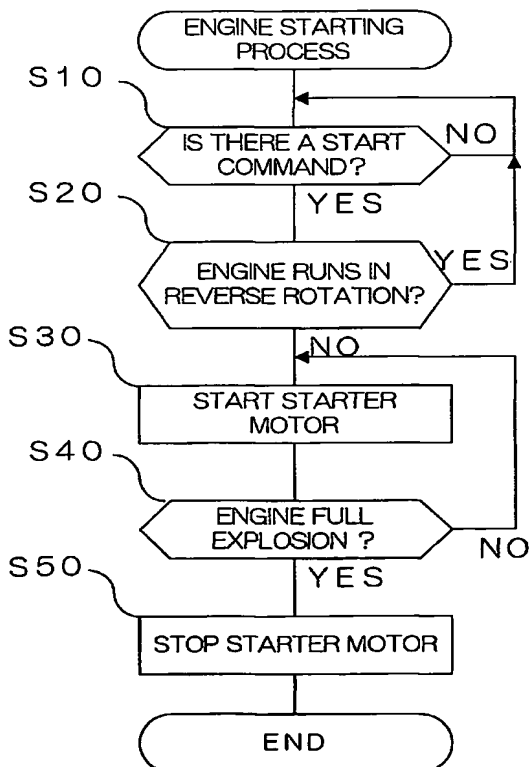 ENGINE STARTING
PROCESS
S10
IS THERE A START
COMMAND?
NO
YES
S20
ENGINE RUNS IN
REVERSE ROTATION?
YES
NO
S30
START STARTER
MOTOR
S40
ENGINE FULL
EXPLOSION ?
NO
YES
S50
STOP STARTER MOTOR
END